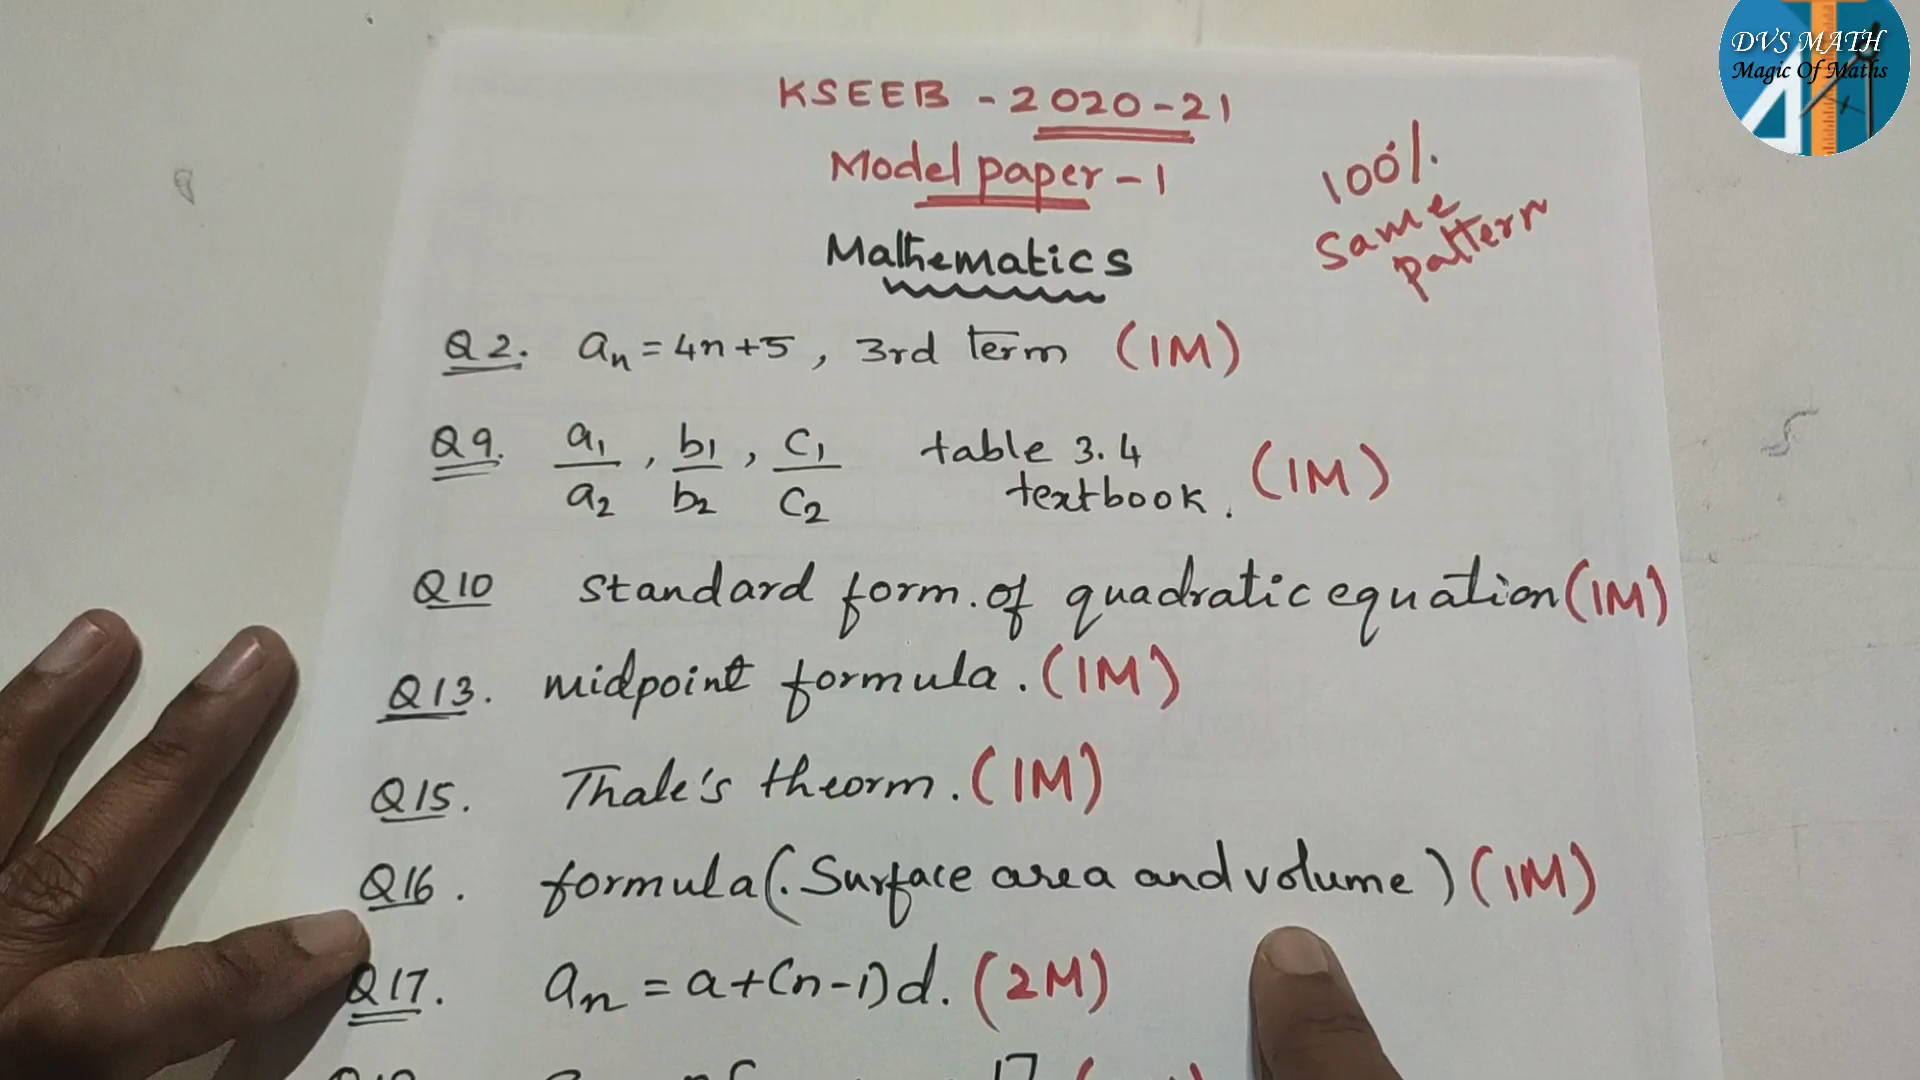 DVS MATH
Magic Of Maths
KSEEB - 2020-21
Model paper - 1
100%
Same
pattern
Mathematics
Q2. an = 4n+5 , 3rd term (1M)
Q9. a1/a2 , b1/b2 , c1/c2 table 3.4
textbook. (1M)
Q10 standard form. of quadratic equation (1M)
Q13. midpoint formula. (1M)
Q15. Thale's theorm. (1M)
Q16. formula (. Surface area and volume ) (1M)
Q17. an = a+(n-1)d. (2M)